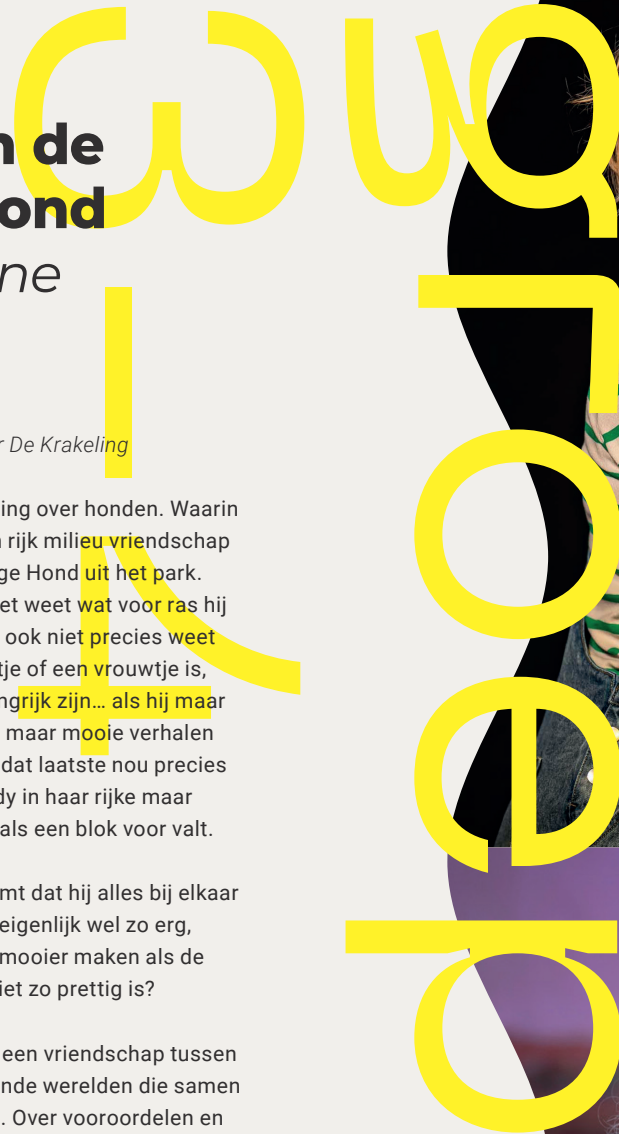 n de
ond
ne
r De Krakeling
ing over honden. Waarin
n rijk milieu vriendschap
ge Hond uit het park.
et weet wat voor ras hij
ook niet precies weet
tje of een vrouwtje is,
ngrijk zijn… als hij maar
maar mooie verhalen
dat laatste nou precies
dy in haar rijke maar
als een blok voor valt.
mt dat hij alles bij elkaar
eigenlijk wel zo erg,
mooier maken als de
iet zo prettig is?
een vriendschap tussen
nde werelden die samen
. Over vooroordelen en
groep
3-4